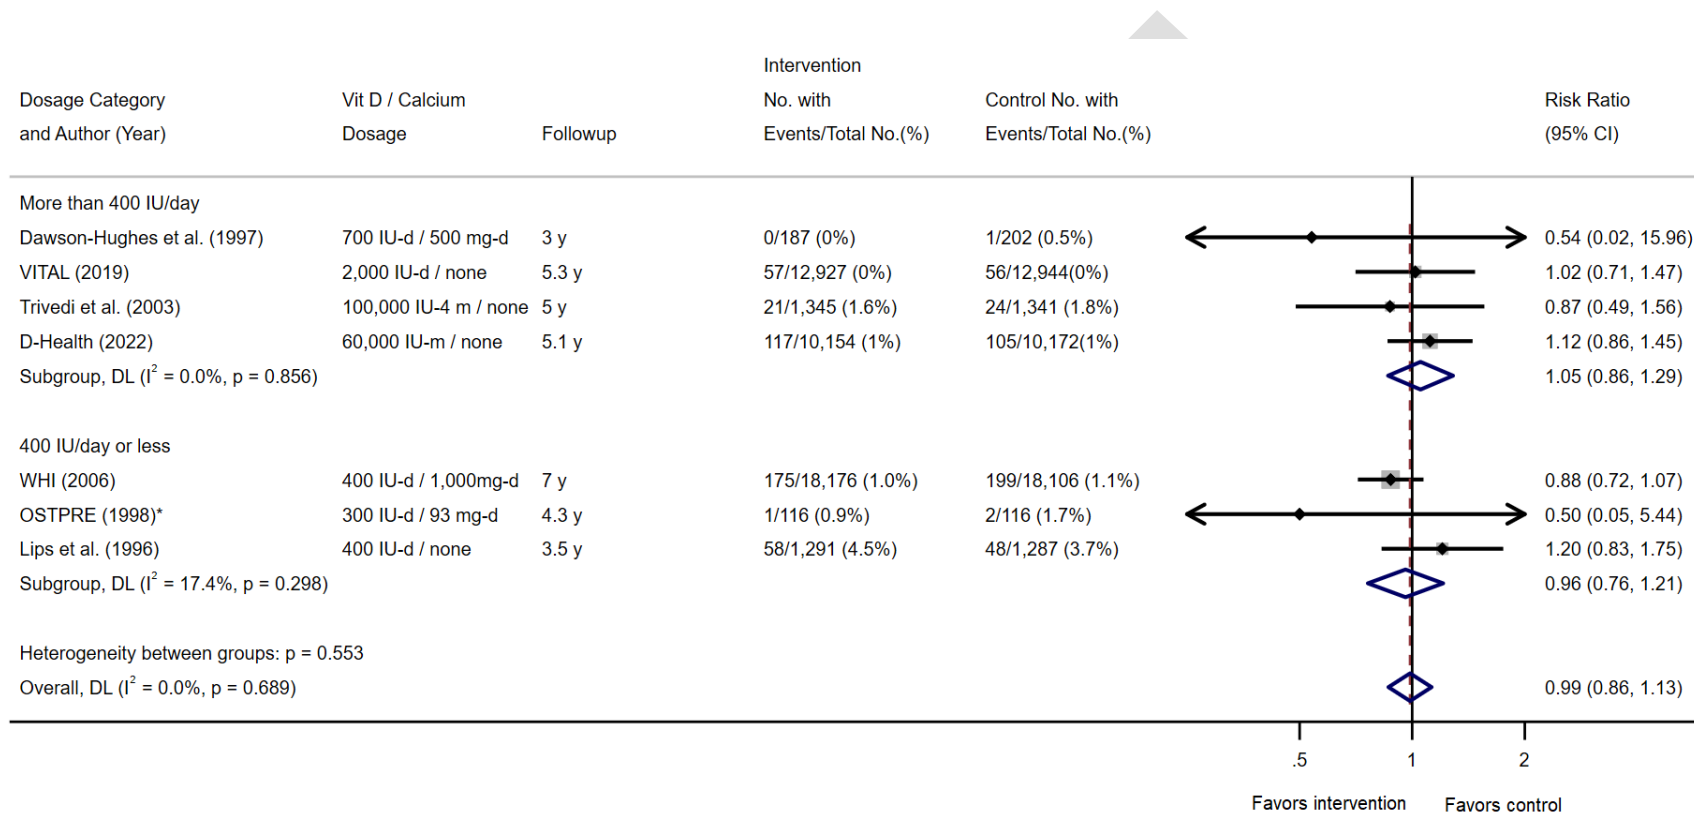 Intervention
Dosage Category Vit D / Calcium No. with Control No. with Risk Ratio
and Author (Year) Dosage Followup Events/Total No.(%) Events/Total No.(%) (95% CI)
More than 400 IU/day
Dawson-Hughes et al. (1997) 700 IU-d / 500 mg-d 3 y 0/187 (0%) 1/202 (0.5%) 0.54 (0.02, 15.96)
VITAL (2019) 2,000 IU-d / none 5.3 y 57/12,927 (0%) 56/12,944(0%) 1.02 (0.71, 1.47)
Trivedi et al. (2003) 100,000 IU-4 m / none 5 y 21/1,345 (1.6%) 24/1,341 (1.8%) 0.87 (0.49, 1.56)
D-Health (2022) 60,000 IU-m / none 5.1 y 117/10,154 (1%) 105/10,172(1%) 1.12 (0.86, 1.45)
Subgroup, DL (I² = 0.0%, p = 0.856) 1.05 (0.86, 1.29)
400 IU/day or less
WHI (2006) 400 IU-d / 1,000mg-d 7 y 175/18,176 (1.0%) 199/18,106 (1.1%) 0.88 (0.72, 1.07)
OSTPRE (1998)* 300 IU-d / 93 mg-d 4.3 y 1/116 (0.9%) 2/116 (1.7%) 0.50 (0.05, 5.44)
Lips et al. (1996) 400 IU-d / none 3.5 y 58/1,291 (4.5%) 48/1,287 (3.7%) 1.20 (0.83, 1.75)
Subgroup, DL (I² = 17.4%, p = 0.298) 0.96 (0.76, 1.21)
Heterogeneity between groups: p = 0.553
Overall, DL (I² = 0.0%, p = 0.689) 0.99 (0.86, 1.13)
.5 1 2
Favors intervention Favors control